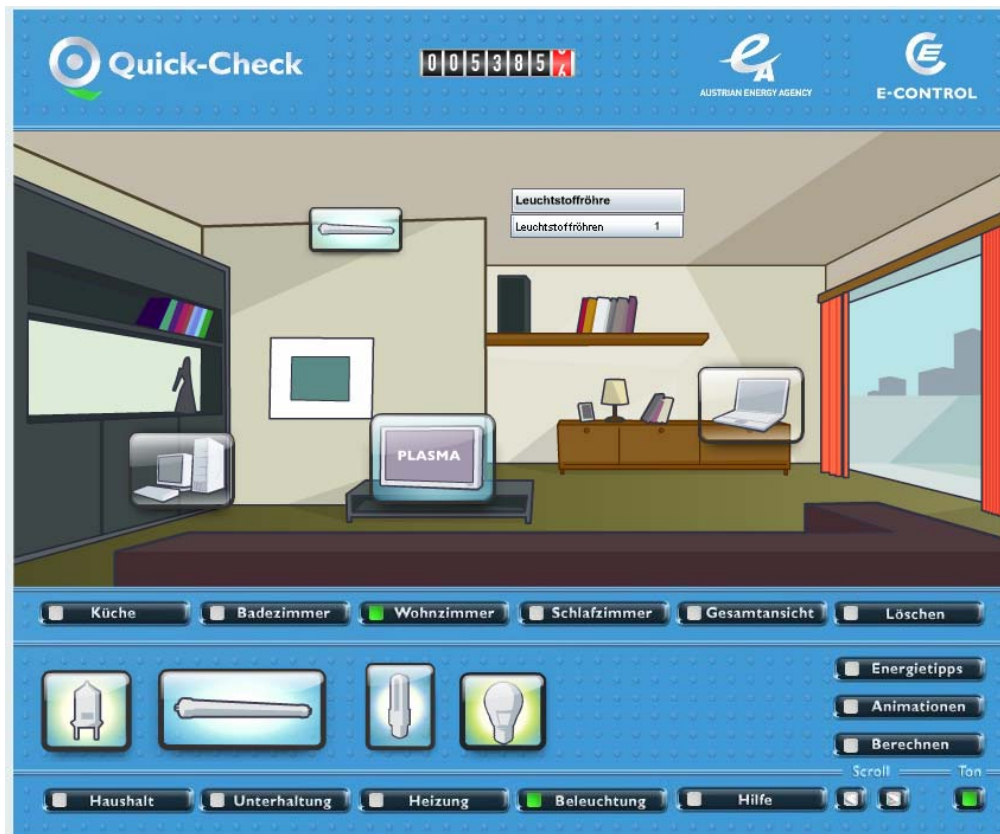 Quick-Check
005385
AUSTRIAN ENERGY AGENCY
E-CONTROL
Leuchtstoffröhre
Leuchtstoffröhren 1
PLASMA
Küche
Badezimmer
Wohnzimmer
Schlafzimmer
Gesamtansicht
Löschen
Energietipps
Animationen
Berechnen
Scroll
Ton
Haushalt
Unterhaltung
Heizung
Beleuchtung
Hilfe